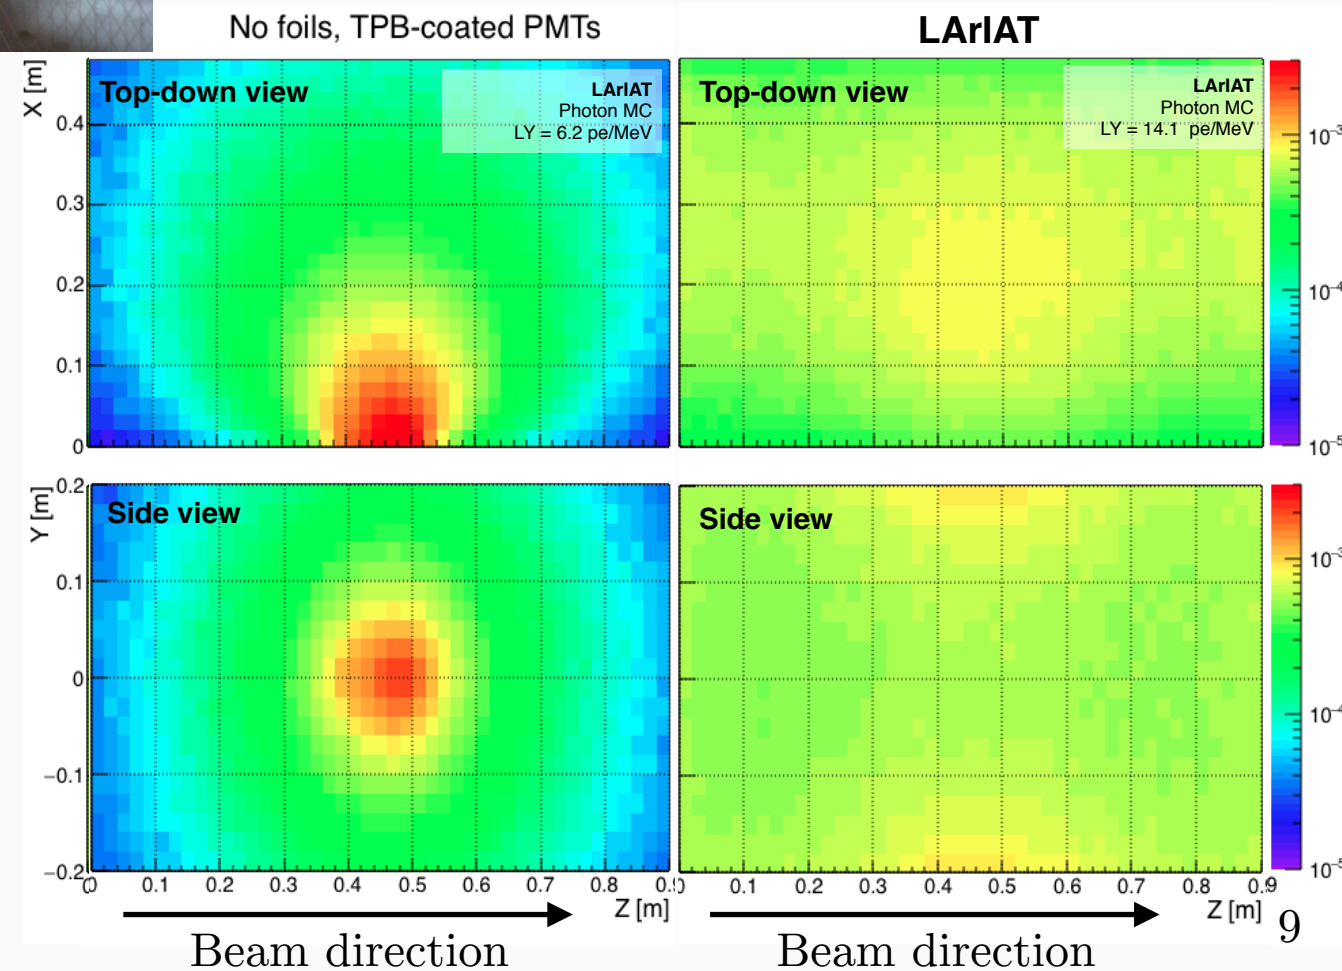 No foils, TPB-coated PMTs
LArIAT
X [m]
0.4
0.3
0.2
0.1
0
Top-down view
LArIAT
Photon MC
LY = 6.2 pe/MeV
Top-down view
LArIAT
Photon MC
LY = 14.1 pe/MeV
10⁻³
10⁻⁴
10⁻⁵
Y [m]
0.2
0.1
0
−0.1
−0.2
Side view
Side view
10⁻³
10⁻⁴
10⁻⁵
0 0.1 0.2 0.3 0.4 0.5 0.6 0.7 0.8 0.9
0.1 0.2 0.3 0.4 0.5 0.6 0.7 0.8 0.9
Z [m]
Z [m]
Beam direction
Beam direction
9